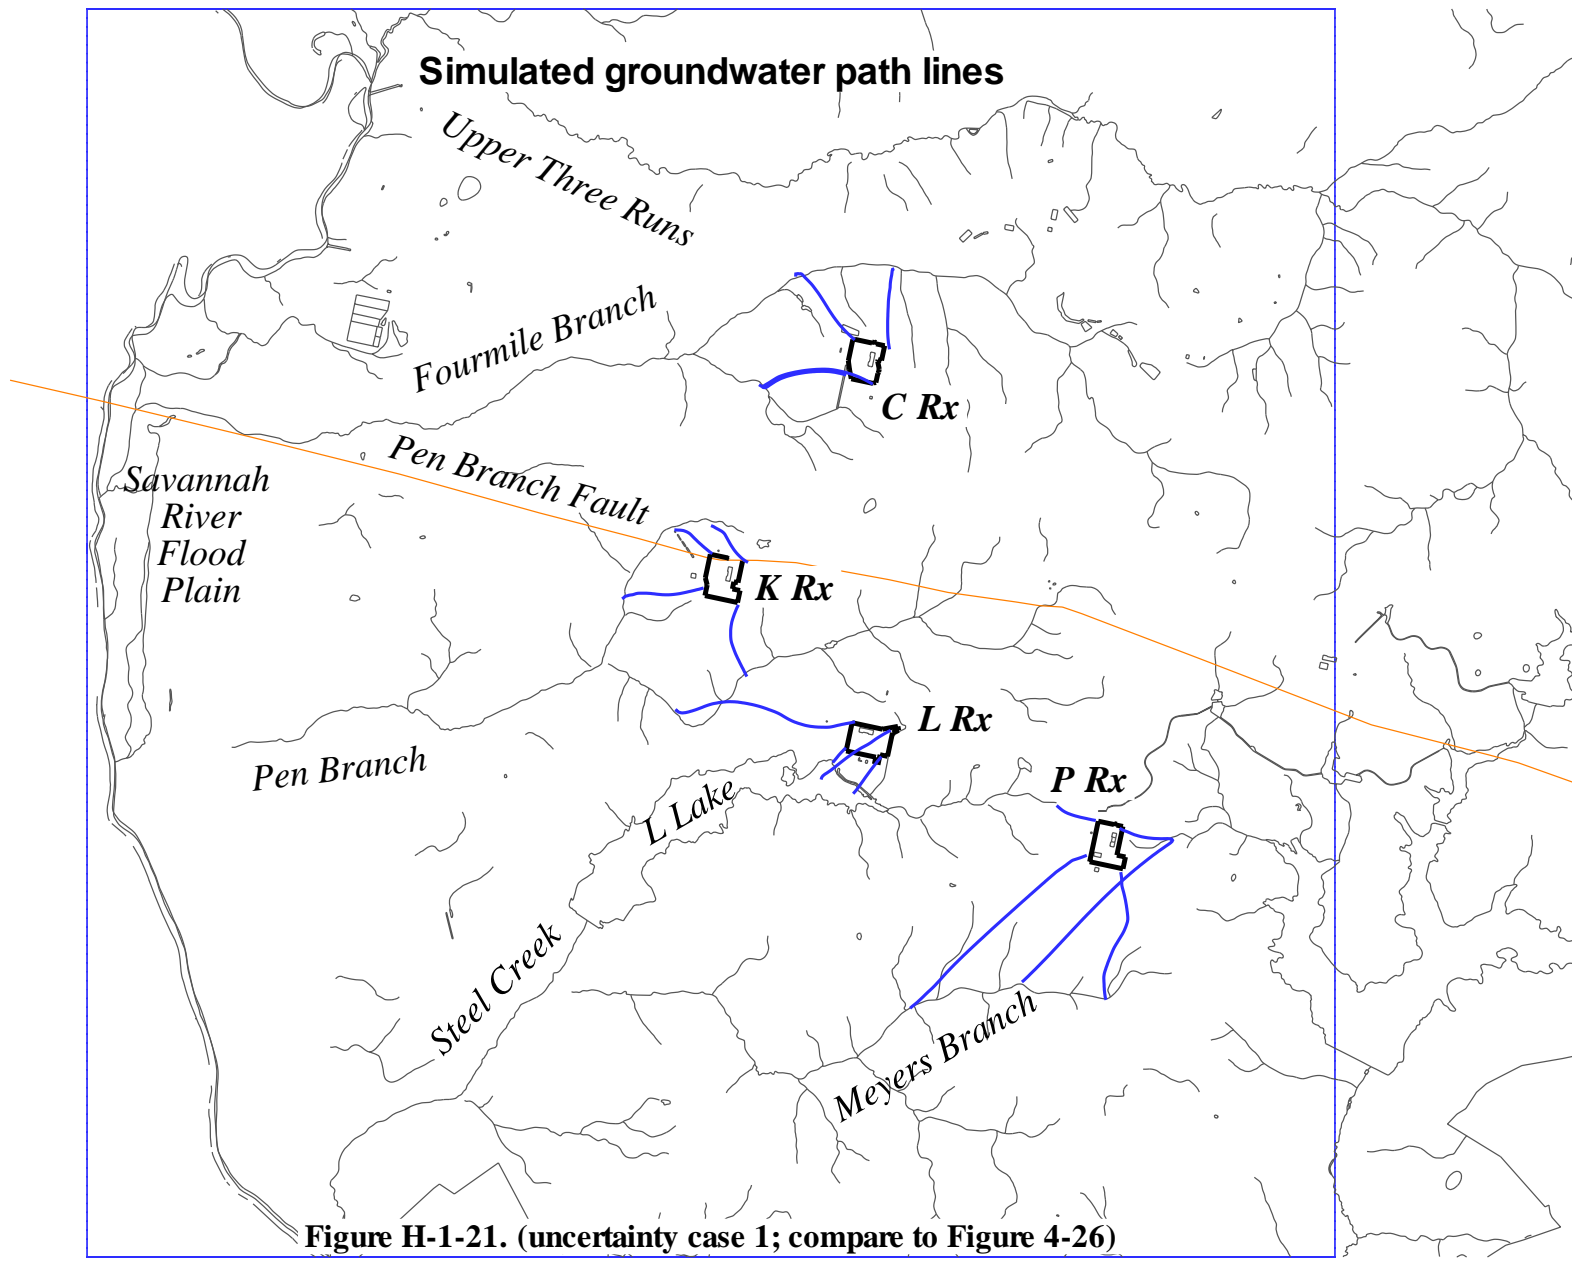 Simulated groundwater path lines
Upper Three Runs
Fourmile Branch
C Rx
Pen Branch Fault
Savannah
River
Flood
Plain
K Rx
L Rx
Pen Branch
P Rx
L Lake
Steel Creek
Meyers Branch
Figure H-1-21. (uncertainty case 1; compare to Figure 4-26)